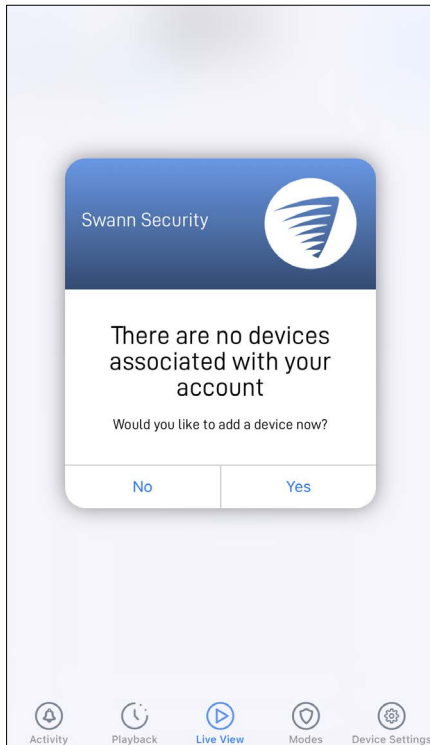 Swann Security
There are no devices
associated with your
account
Would you like to add a device now?
No Yes
Activity Playback Live View Modes Device Settings